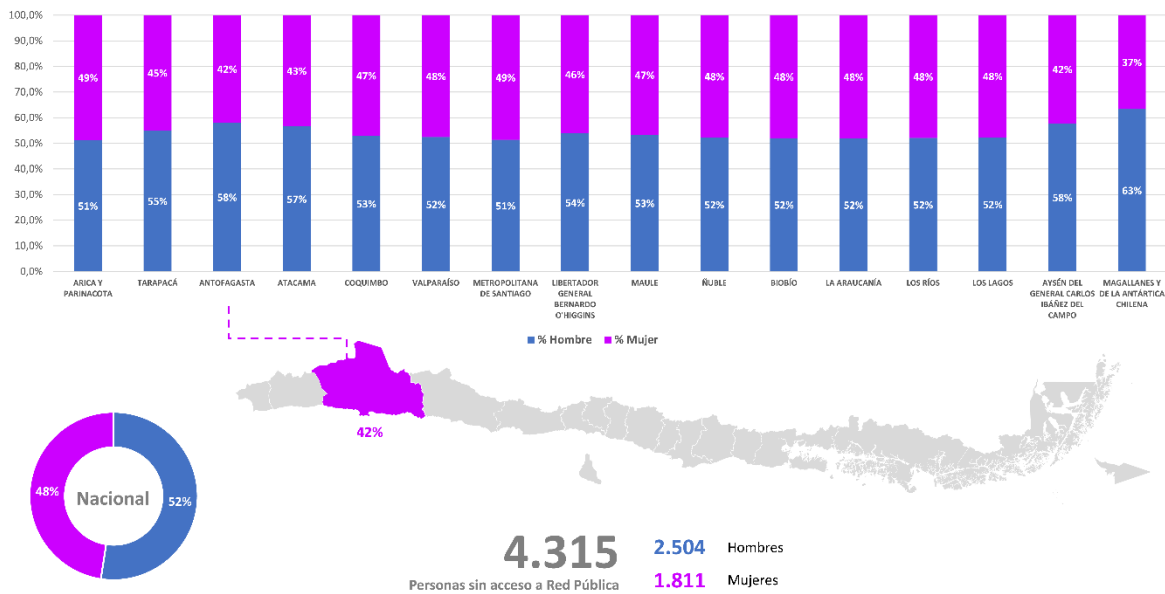 100,0%
90,0%
80,0%
70,0%
60,0%
50,0%
40,0%
30,0%
20,0%
10,0%
0,0%
49% 45% 42% 43% 47% 48% 49% 46% 47% 48% 48% 48% 48% 48% 42% 37%
51% 55% 58% 57% 53% 52% 51% 54% 53% 52% 52% 52% 52% 52% 58% 63%
ARICA Y
PARINACOTA
TARAPACÁ
ANTOFAGASTA
ATACAMA
COQUIMBO
VALPARAÍSO
METROPOLITANA
DE SANTIAGO
LIBERTADOR
GENERAL
BERNARDO
O'HIGGINS
MAULE
ÑUBLE
BIOBÍO
LA ARAUCANÍA
LOS RÍOS
LOS LAGOS
AYSÉN DEL
GENERAL CARLOS
IBÁÑEZ DEL
CAMPO
MAGALLANES Y
DE LA ANTÁRTICA
CHILENA
% Hombre % Mujer
42%
48% Nacional 52%
4.315
Personas sin acceso a Red Pública
2.504 Hombres
1.811 Mujeres